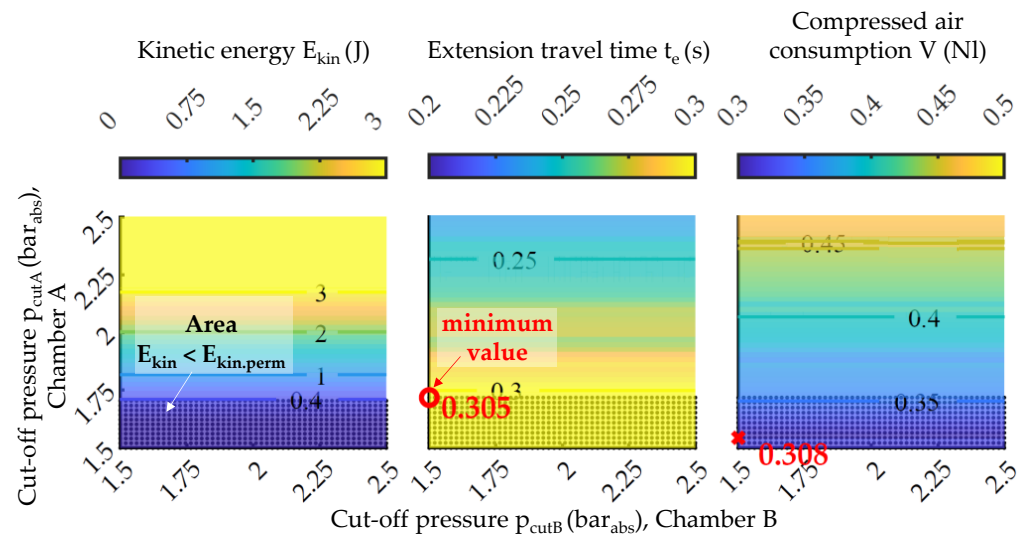 Kinetic energy E_kin (J)
Extension travel time t_e (s)
Compressed air
consumption V (Nl)
0 0.75 1.5 2.25 3
0.2 0.225 0.25 0.275 0.3
0.3 0.35 0.4 0.45 0.5
Cut-off pressure p_cutA (bar_abs),
Chamber A
2.5
2.25
2
1.75
1.5
3
2
1
0.4
Area
E_kin < E_kin.perm
0.25
minimum
value
0.3
0.305
0.45
0.4
0.35
0.308
1.5 1.75 2 2.25 2.5
1.5 1.75 2 2.25 2.5
1.5 1.75 2 2.25 2.5
Cut-off pressure p_cutB (bar_abs), Chamber B